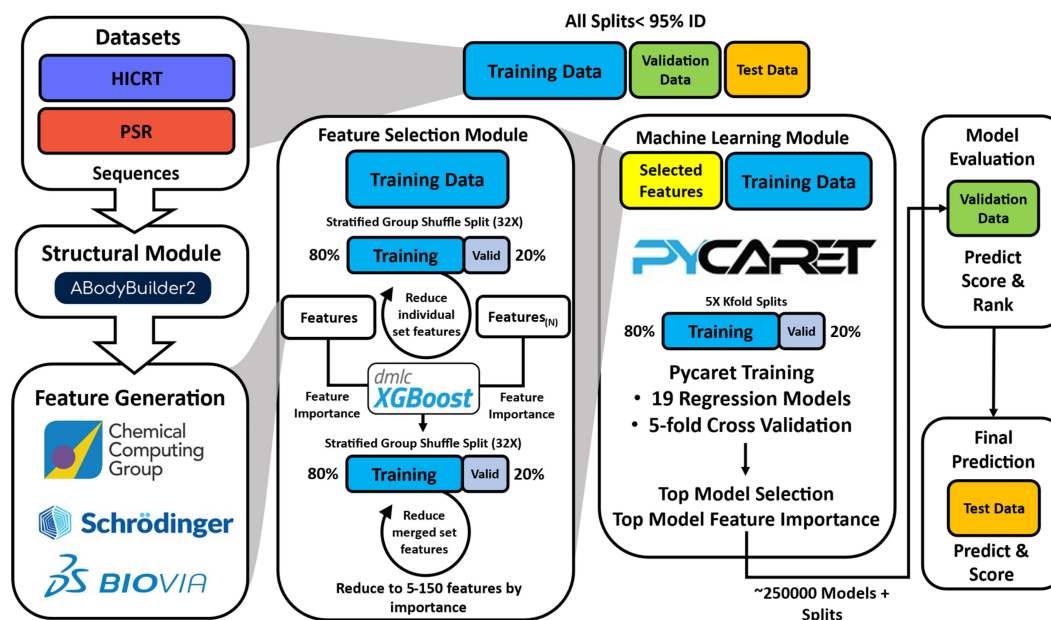 Datasets
HICRT
PSR
Sequences
Structural Module
ABodyBuilder2
Feature Generation
Chemical
Computing
Group
Schrödinger
BIOVIA
All Splits< 95% ID
Training Data
Validation
Data
Test Data
Feature Selection Module
Training Data
Stratified Group Shuffle Split (32X)
80% Training Valid 20%
Reduce
individual
set features
Features
Features(N)
Feature
Importance
dmlc
XGBoost
Feature
Importance
Stratified Group Shuffle Split (32X)
80% Training Valid 20%
Reduce
merged set
features
Reduce to 5-150 features by
importance
Machine Learning Module
Selected
Features
Training Data
PYCARET
5X Kfold Splits
80% Training Valid 20%
Pycaret Training
• 19 Regression Models
• 5-fold Cross Validation
Top Model Selection
Top Model Feature Importance
~250000 Models +
Splits
Model
Evaluation
Validation
Data
Predict
Score &
Rank
Final
Prediction
Test Data
Predict &
Score